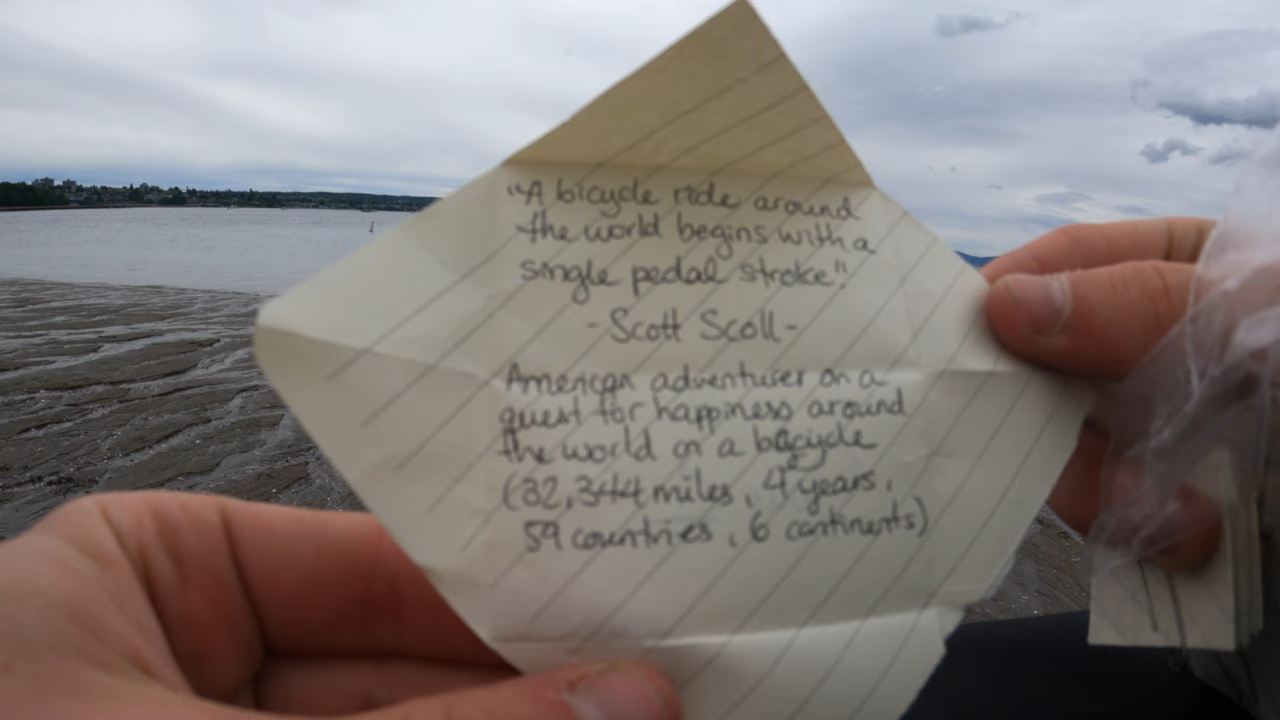 "A bicycle ride around
the world begins with a
single pedal stroke".
- Scott Scoll -
American adventurer on a
quest for happiness around
the world on a bicycle
(32,344 miles, 4 years,
59 countries, 6 continents)